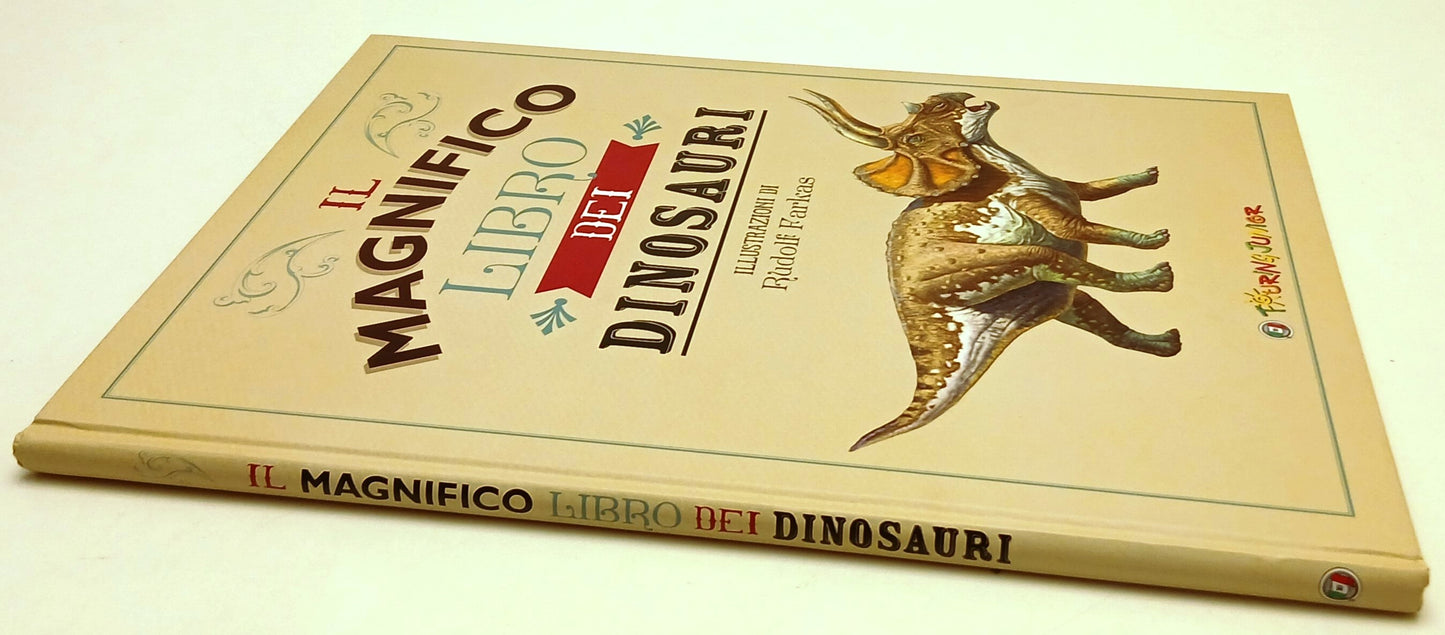 IL
MAGNIFICO
LIBRO
DEI
DINOSAURI
ILLUSTRAZIONI DI
Rudolf Farkas
TOURING JUNIOR
IL MAGNIFICO LIBRO DEI DINOSAURI